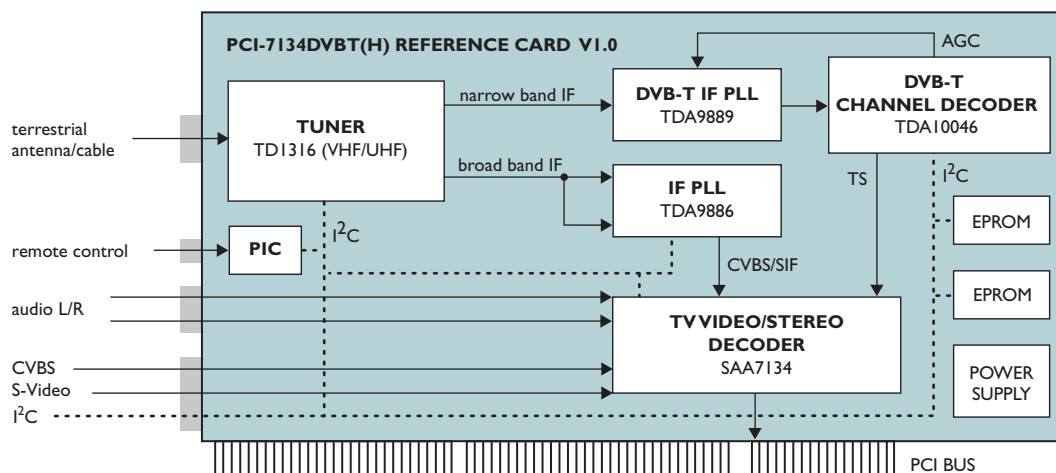 PCI-7134DVBT(H) REFERENCE CARD V1.0
AGC
terrestrial
antenna/cable
TUNER
TD1316 (VHF/UHF)
narrow band IF
broad band IF
DVB-T IF PLL
TDA9889
DVB-T
CHANNEL DECODER
TDA10046
IF PLL
TDA9886
TS
I²C
EPROM
remote control
PIC
I²C
CVBS/SIF
EPROM
audio L/R
TV VIDEO/STEREO
DECODER
SAA7134
CVBS
S-Video
I²C
POWER
SUPPLY
PCI BUS